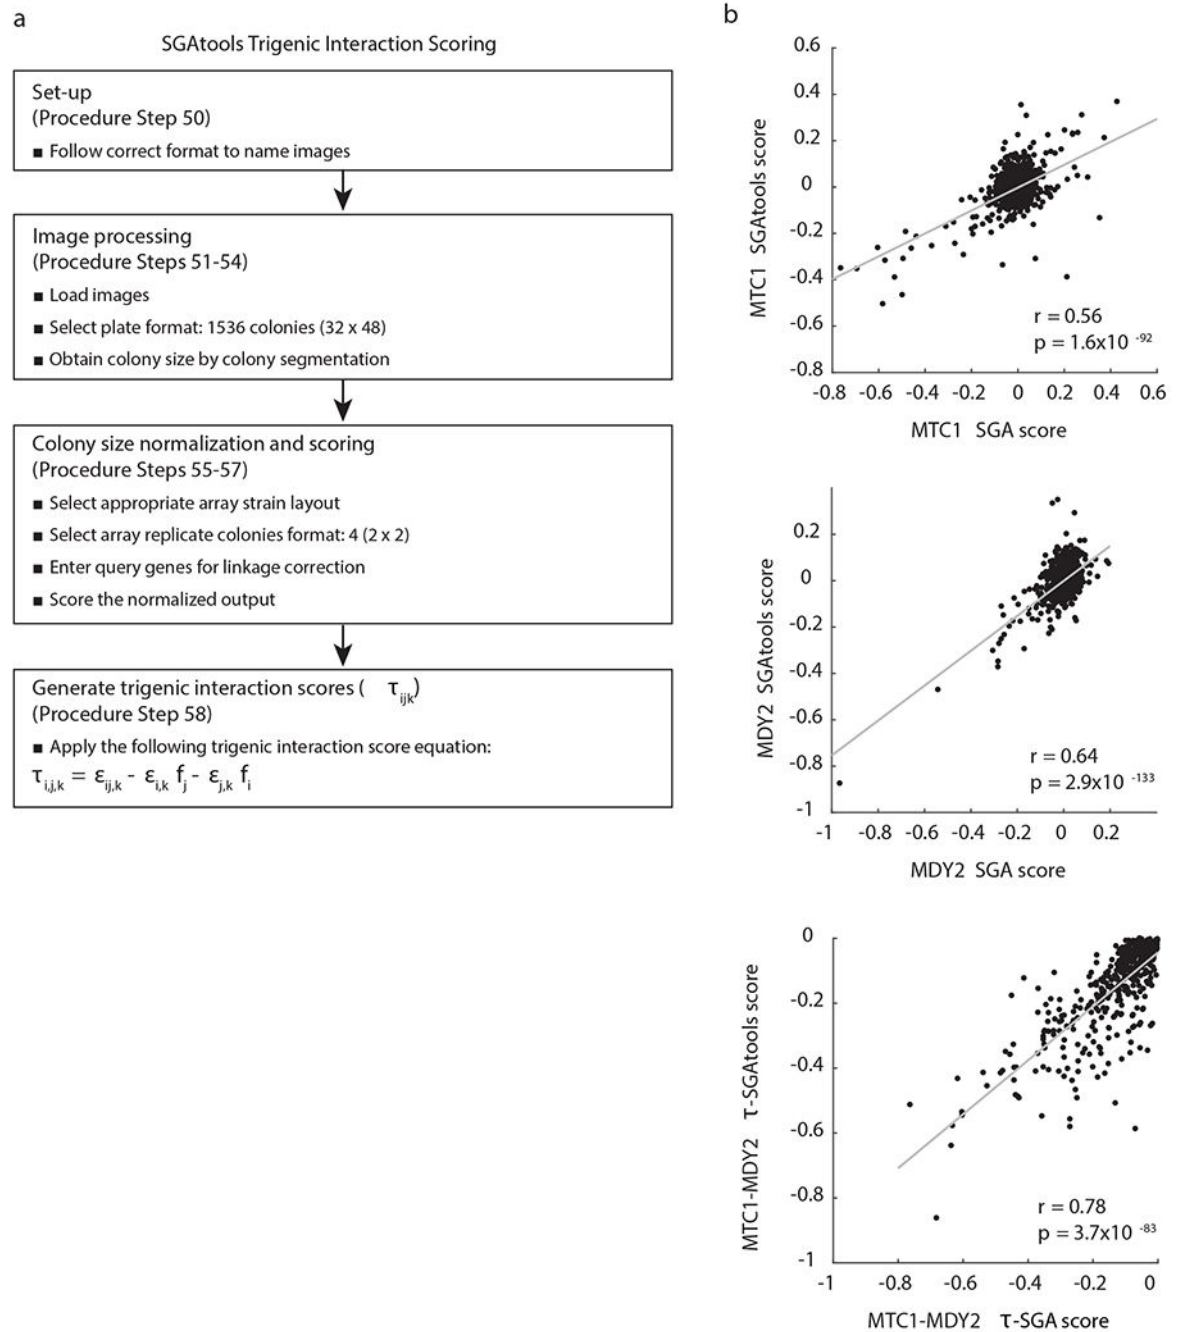 a
SGAtools Trigenic Interaction Scoring
Set-up
(Procedure Step 50)
■ Follow correct format to name images
Image processing
(Procedure Steps 51-54)
■ Load images
■ Select plate format: 1536 colonies (32 x 48)
■ Obtain colony size by colony segmentation
Colony size normalization and scoring
(Procedure Steps 55-57)
■ Select appropriate array strain layout
■ Select array replicate colonies format: 4 (2 x 2)
■ Enter query genes for linkage correction
■ Score the normalized output
Generate trigenic interaction scores ( τijk)
(Procedure Step 58)
■ Apply the following trigenic interaction score equation:
τi,j,k = εij,k - εi,k fj - εj,k fi
b
0.6
0.4
0.2
0
-0.2
-0.4
-0.6
-0.8
MTC1 SGAtools score
r = 0.56
p = 1.6x10 -92
-0.8 -0.6 -0.4 -0.2 0 0.2 0.4 0.6
MTC1 SGA score
0.2
0
-0.2
-0.4
-0.6
-0.8
-1
MDY2 SGAtools score
r = 0.64
p = 2.9x10 -133
-1 -0.8 -0.6 -0.4 -0.2 0 0.2
MDY2 SGA score
0
-0.2
-0.4
-0.6
-0.8
-1
MTC1-MDY2 τ-SGAtools score
r = 0.78
p = 3.7x10 -83
-1 -0.8 -0.6 -0.4 -0.2 0
MTC1-MDY2 τ-SGA score